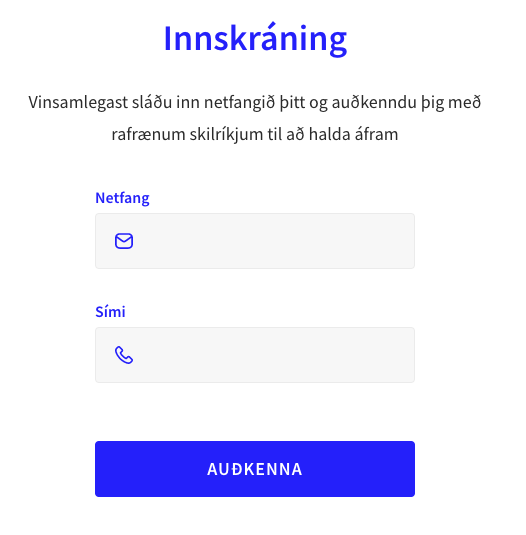 Innskráning
Vinsamlegast sláðu inn netfangið þitt og auðkenndu þig með
rafrænum skilríkjum til að halda áfram
Netfang
Sími
AUÐKENNA